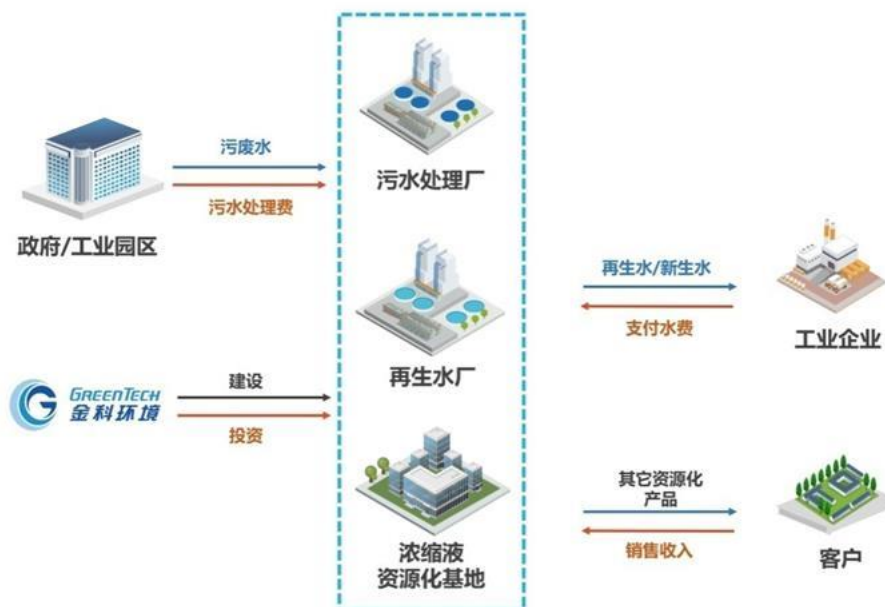 污废水
污水处理费
政府/工业园区
GREENTECH
金科环境
建设
投资
污水处理厂
再生水厂
浓缩液
资源化基地
再生水/新生水
支付水费
工业企业
其它资源化
产品
销售收入
客户